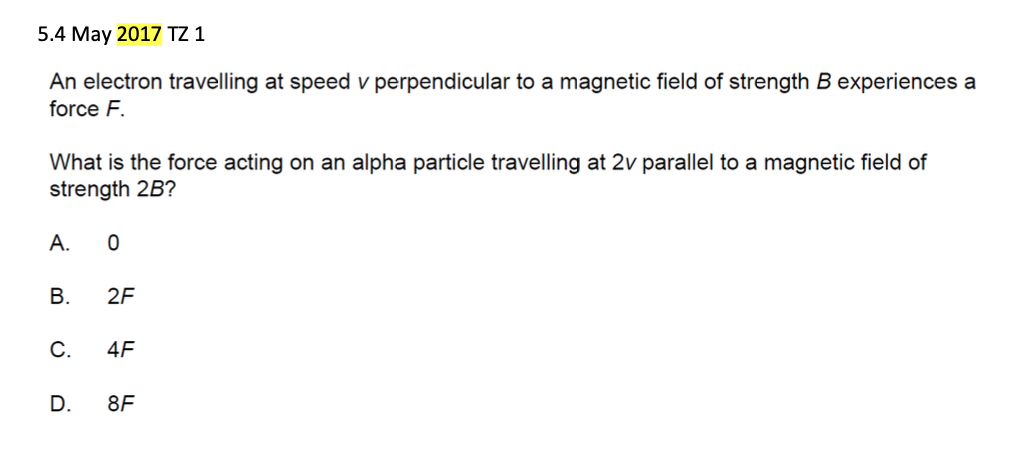 5.4 May 2017 TZ 1
An electron travelling at speed v perpendicular to a magnetic field of strength B experiences a
force F.
What is the force acting on an alpha particle travelling at 2v parallel to a magnetic field of
strength 2B?
A. 0
B. 2F
C. 4F
D. 8F